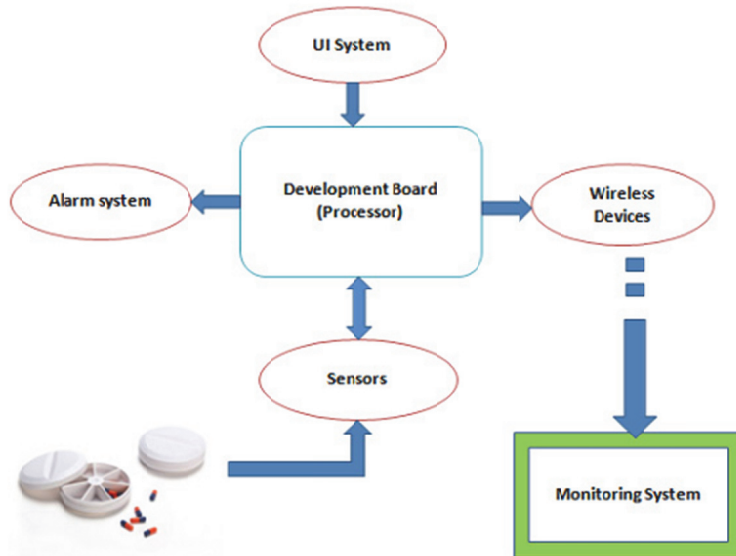 UI System
Alarm system
Development Board
(Processor)
Wireless
Devices
Sensors
Monitoring System